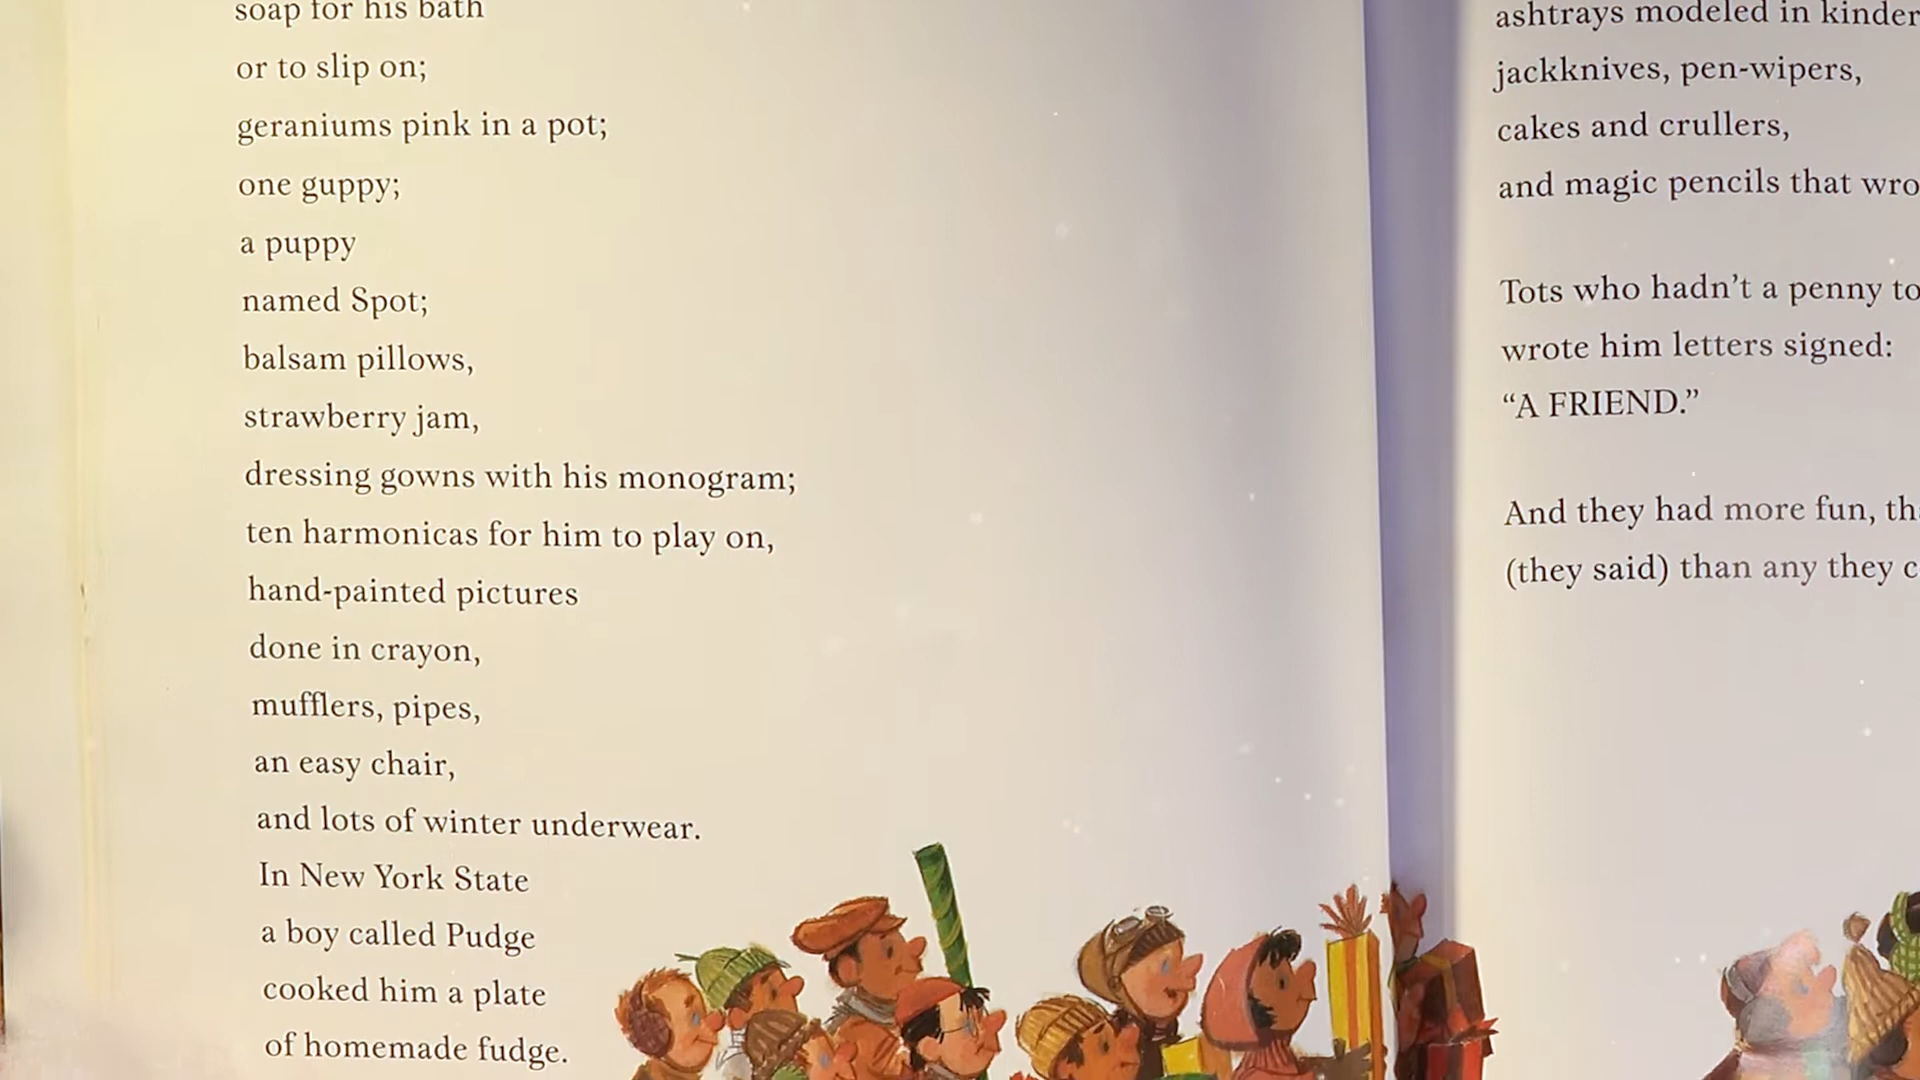 soap for his bath
or to slip on;
geraniums pink in a pot;
one guppy;
a puppy
named Spot;
balsam pillows,
strawberry jam,
dressing gowns with his monogram;
ten harmonicas for him to play on,
hand-painted pictures
done in crayon,
mufflers, pipes,
an easy chair,
and lots of winter underwear.
In New York State
a boy called Pudge
cooked him a plate
of homemade fudge.
ashtrays modeled in
jackknives, pen-wipers,
cakes and crullers,
and magic pencils that
Tots who hadn't a penny to
wrote him letters signed:
“A FRIEND.”
And they had more fun,
(they said) than any they